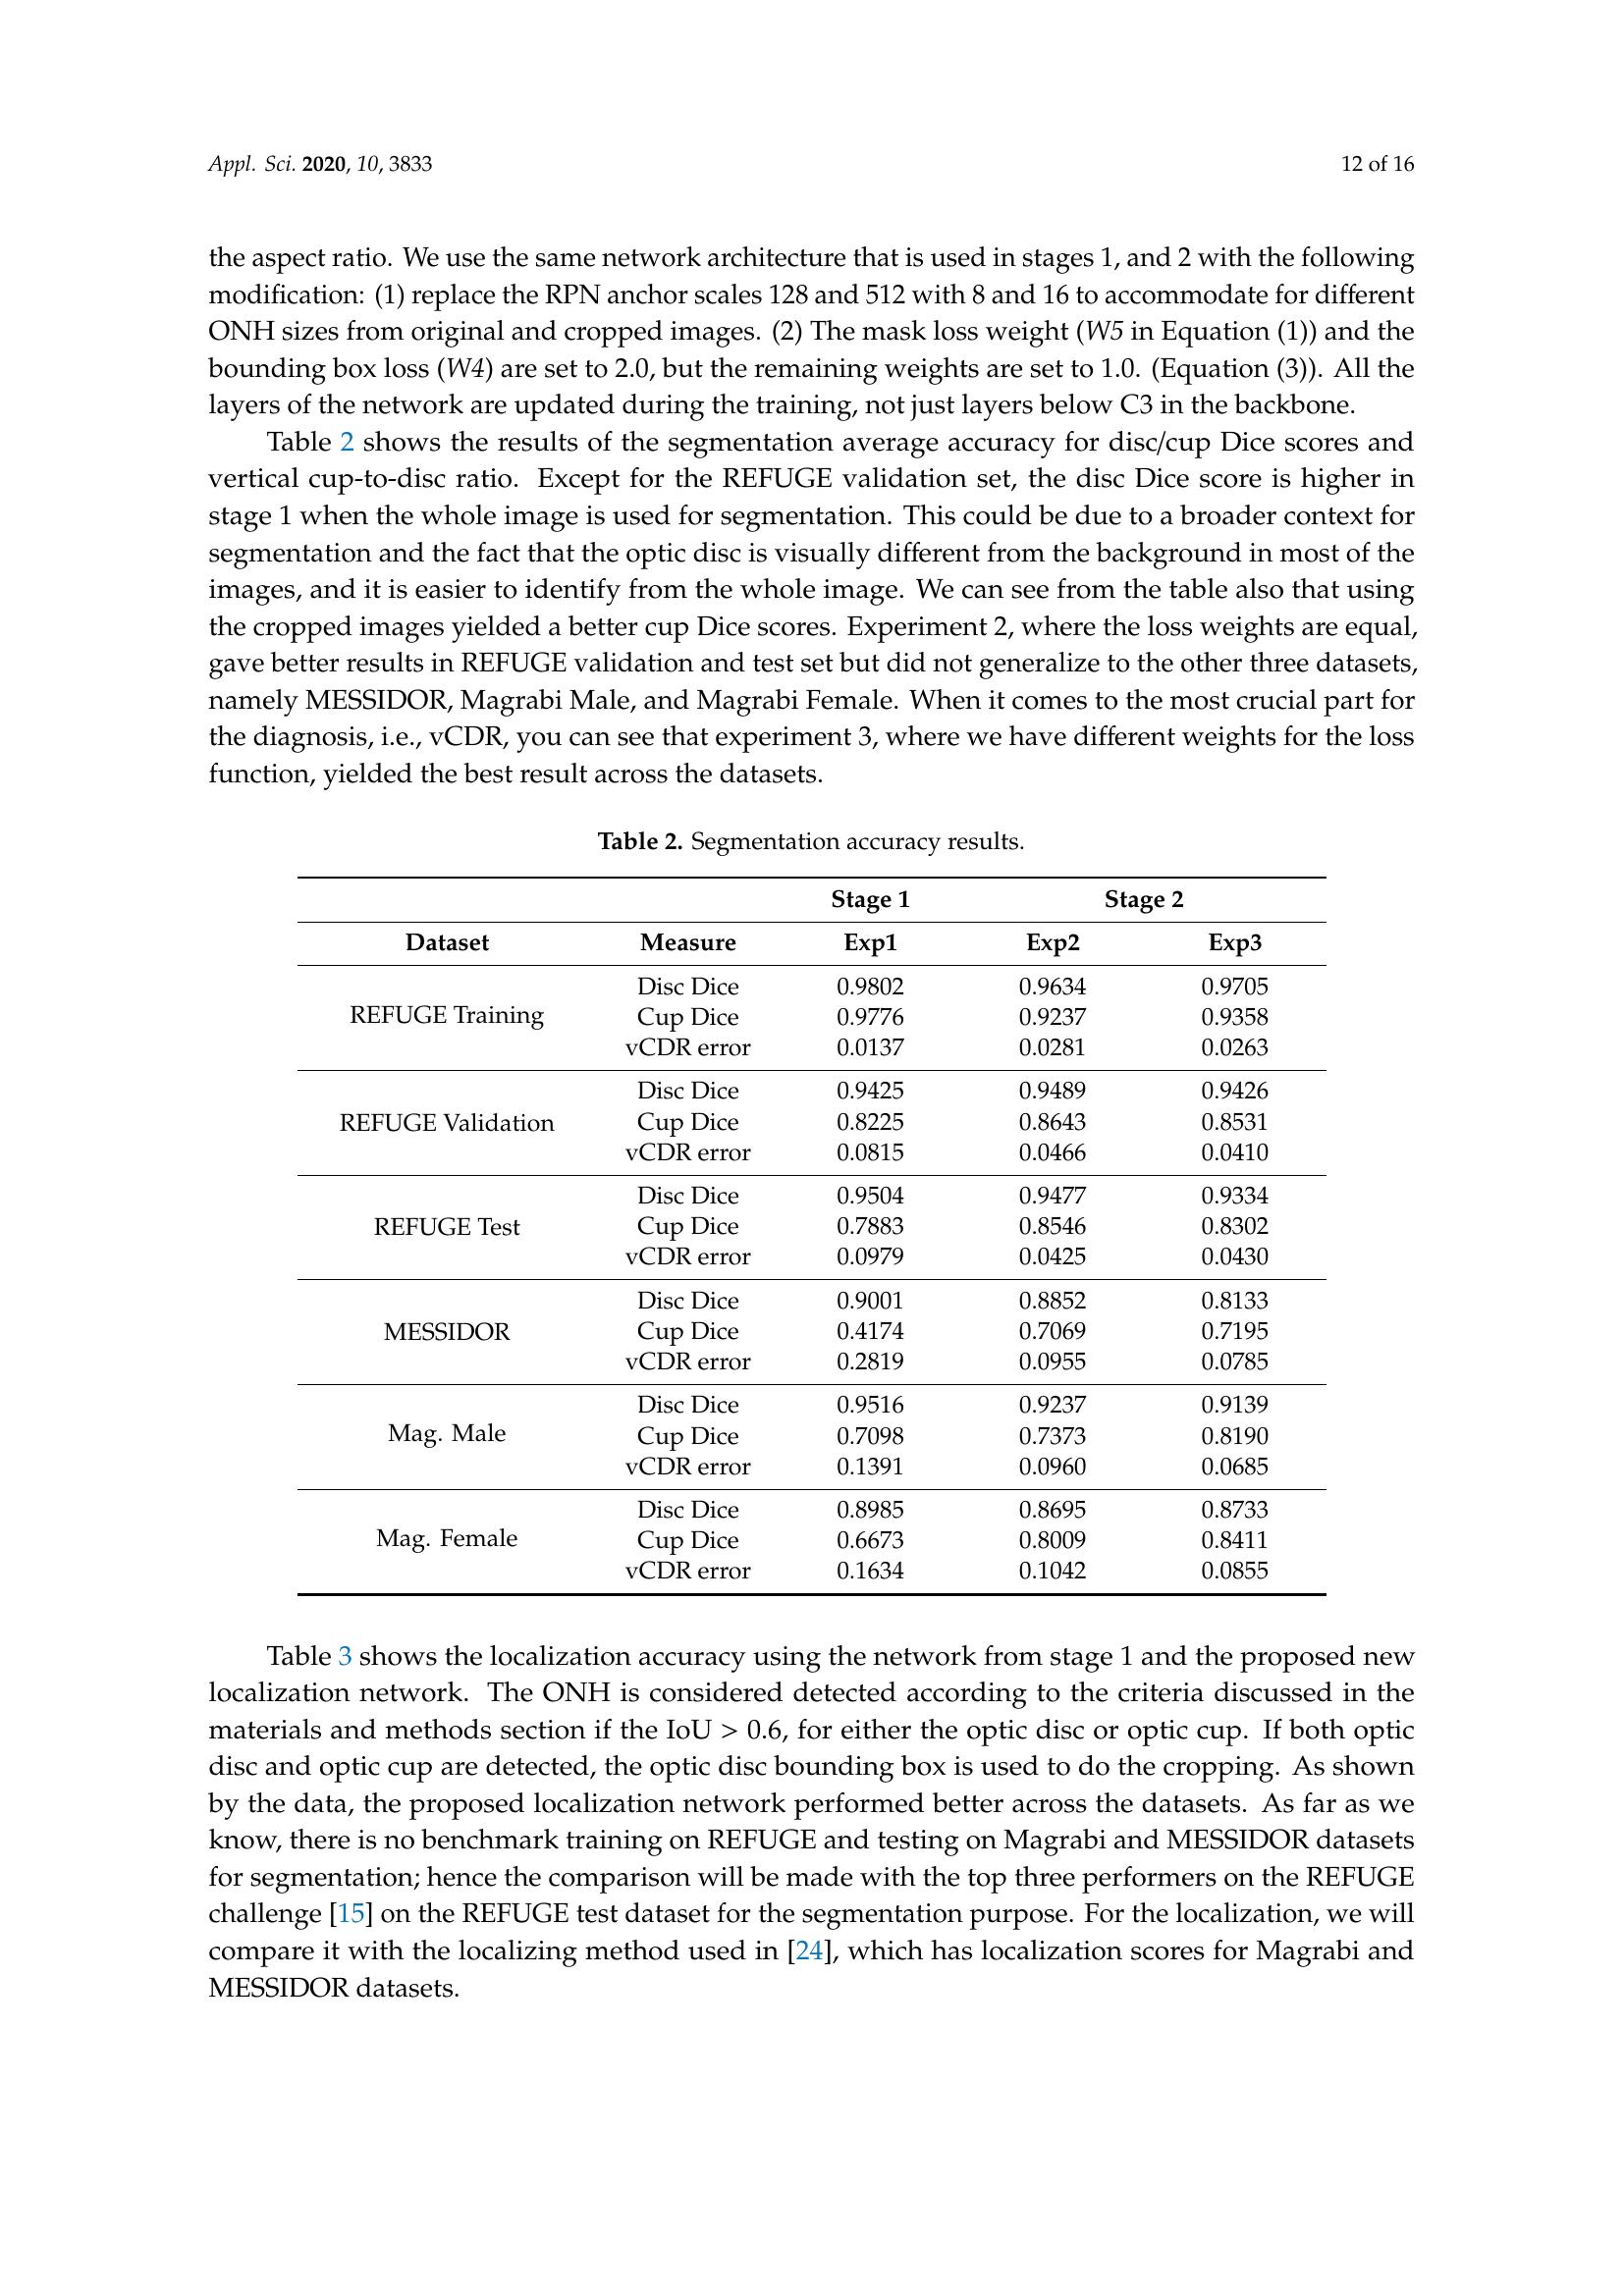 Appl. Sci. 2020, 10, 3833 12 of 16
the aspect ratio. We use the same network architecture that is used in stages 1, and 2 with the following
modification: (1) replace the RPN anchor scales 128 and 512 with 8 and 16 to accommodate for different
ONH sizes from original and cropped images. (2) The mask loss weight (W5 in Equation (1)) and the
bounding box loss (W4) are set to 2.0, but the remaining weights are set to 1.0. (Equation (3)). All the
layers of the network are updated during the training, not just layers below C3 in the backbone.
Table 2 shows the results of the segmentation average accuracy for disc/cup Dice scores and
vertical cup-to-disc ratio. Except for the REFUGE validation set, the disc Dice score is higher in
stage 1 when the whole image is used for segmentation. This could be due to a broader context for
segmentation and the fact that the optic disc is visually different from the background in most of the
images, and it is easier to identify from the whole image. We can see from the table also that using
the cropped images yielded a better cup Dice scores. Experiment 2, where the loss weights are equal,
gave better results in REFUGE validation and test set but did not generalize to the other three datasets,
namely MESSIDOR, Magrabi Male, and Magrabi Female. When it comes to the most crucial part for
the diagnosis, i.e., vCDR, you can see that experiment 3, where we have different weights for the loss
function, yielded the best result across the datasets.
Table 2. Segmentation accuracy results.
Stage 1 Stage 2
Dataset Measure Exp1 Exp2 Exp3
REFUGE Training
Disc Dice 0.9802 0.9634 0.9705
Cup Dice 0.9776 0.9237 0.9358
vCDR error 0.0137 0.0281 0.0263
REFUGE Validation
Disc Dice 0.9425 0.9489 0.9426
Cup Dice 0.8225 0.8643 0.8531
vCDR error 0.0815 0.0466 0.0410
REFUGE Test
Disc Dice 0.9504 0.9477 0.9334
Cup Dice 0.7883 0.8546 0.8302
vCDR error 0.0979 0.0425 0.0430
MESSIDOR
Disc Dice 0.9001 0.8852 0.8133
Cup Dice 0.4174 0.7069 0.7195
vCDR error 0.2819 0.0955 0.0785
Mag. Male
Disc Dice 0.9516 0.9237 0.9139
Cup Dice 0.7098 0.7373 0.8190
vCDR error 0.1391 0.0960 0.0685
Mag. Female
Disc Dice 0.8985 0.8695 0.8733
Cup Dice 0.6673 0.8009 0.8411
vCDR error 0.1634 0.1042 0.0855
Table 3 shows the localization accuracy using the network from stage 1 and the proposed new
localization network. The ONH is considered detected according to the criteria discussed in the
materials and methods section if the IoU > 0.6, for either the optic disc or optic cup. If both optic
disc and optic cup are detected, the optic disc bounding box is used to do the cropping. As shown
by the data, the proposed localization network performed better across the datasets. As far as we
know, there is no benchmark training on REFUGE and testing on Magrabi and MESSIDOR datasets
for segmentation; hence the comparison will be made with the top three performers on the REFUGE
challenge [15] on the REFUGE test dataset for the segmentation purpose. For the localization, we will
compare it with the localizing method used in [24], which has localization scores for Magrabi and
MESSIDOR datasets.